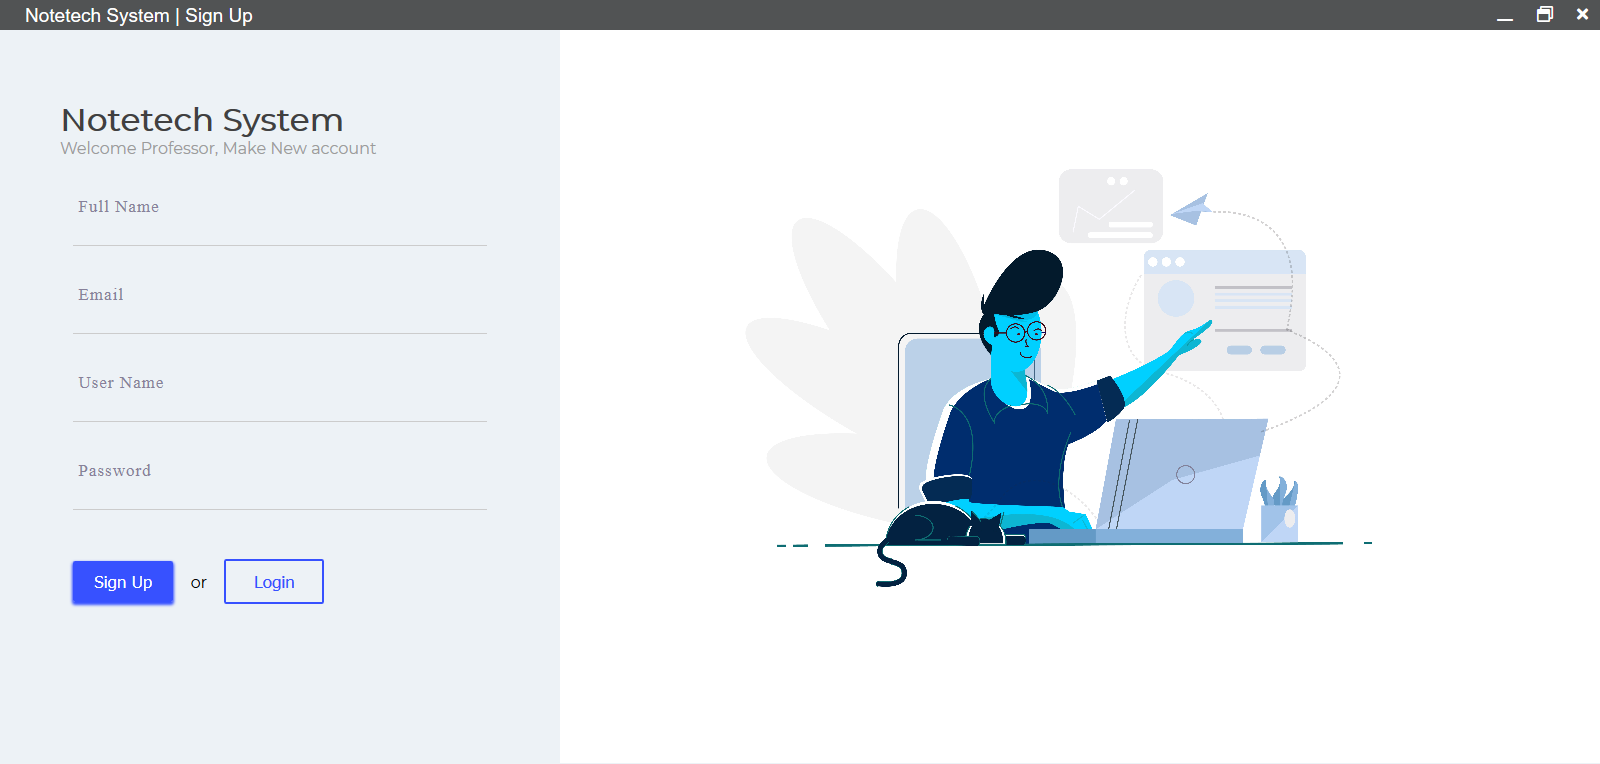 Notetech System | Sign Up
Notetech System
Welcome Professor, Make New account
Full Name
Email
User Name
Password
Sign Up or Login